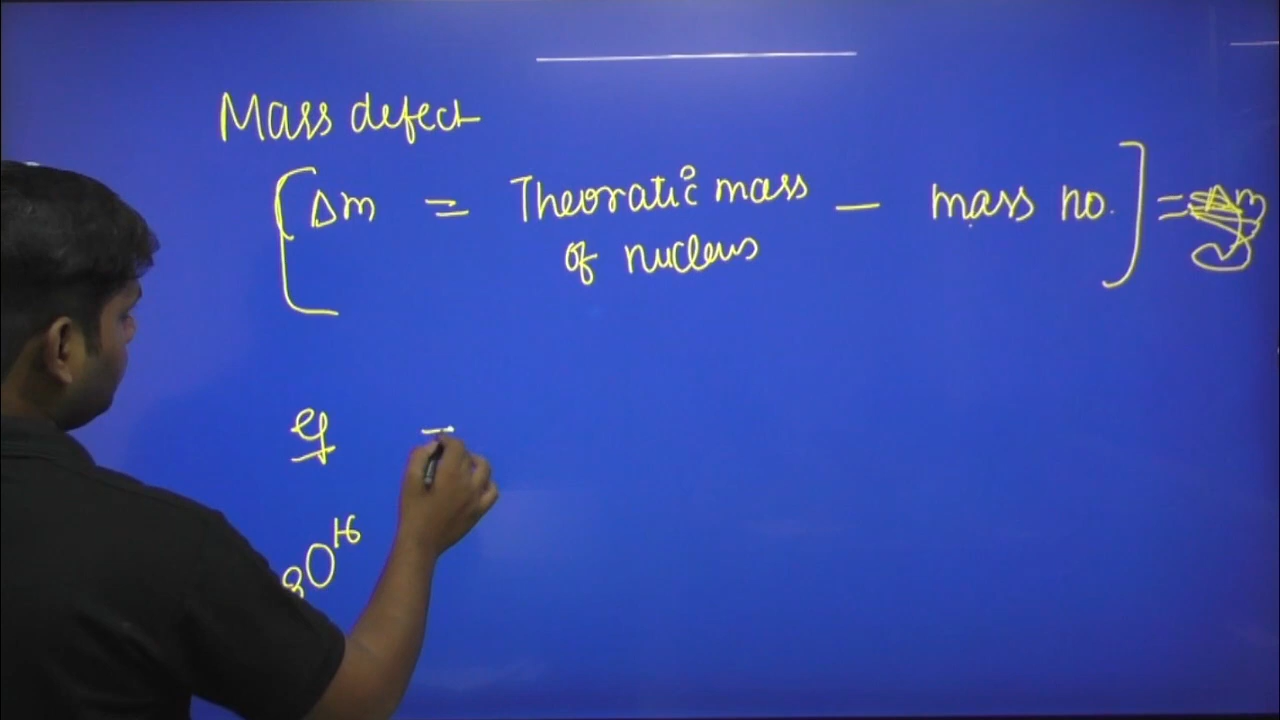 Mass defect
[ Δm = Theoratic mass — mass no. ] =
of nucleus
eg
8O16